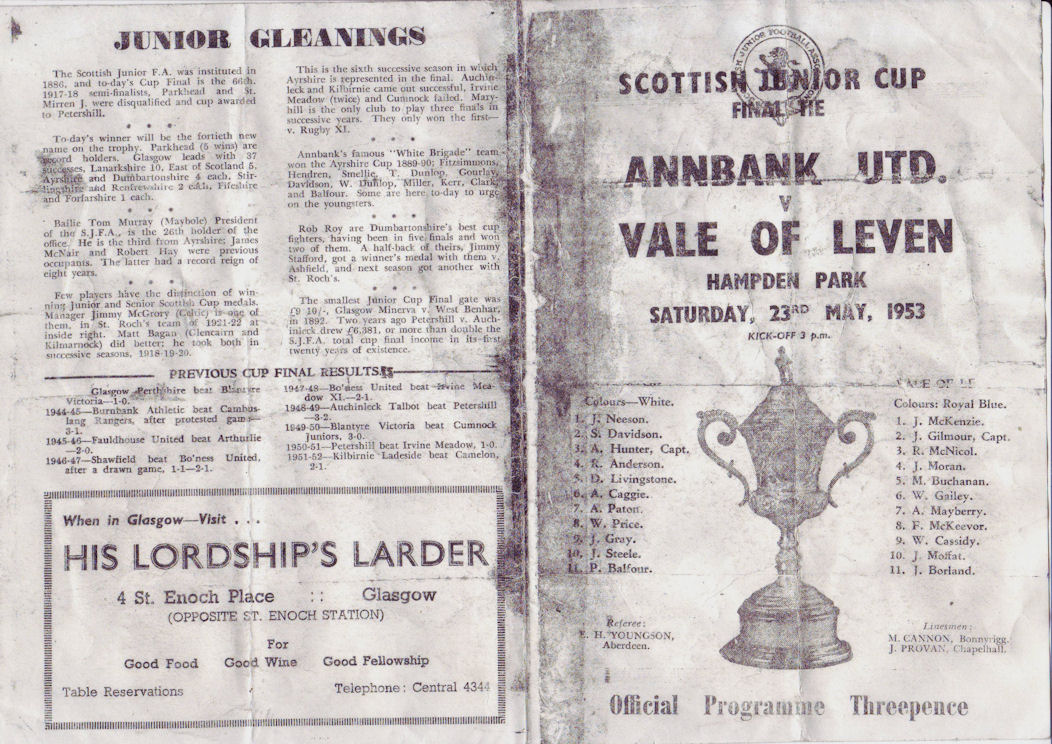 JUNIOR GLEANINGS
The Scottish Junior F.A. was instituted in
1886, and to-day's Cup Final is the 66th.
1917-18 semi-finalists, Parkhead and St.
Mirren J. were disqualified and cup awarded
to Petershill.
* * *
To-day's winner will be the fortieth new
name on the trophy. Parkhead (5 wins) are
record holders. Glasgow leads with 37
successes, Lanarkshire 10, East of Scotland 5,
Ayrshire and Dumbartonshire 4 each, Stir-
lingshire and Renfrewshire 2 each, Fifeshire
and Forfarshire 1 each.
* * *
Bailie Tom Murray (Maybole) President
of the S.J.F.A., is the 26th holder of the
office. He is the third from Ayrshire; James
McNair and Robert Hay were previous
occupants. The latter had a record reign of
eight years.
* * *
Few players have the distinction of win-
ning Junior and Senior Scottish Cup medals.
Manager Jimmy McGrory (Celtic) is one of
them, in St. Roch's team of 1921-22 at
inside right. Matt Bagan (Glencairn and
Kilmarnock) did better; he took both in
successive seasons, 1918-19-20.
This is the sixth successive season in which
Ayrshire is represented in the final. Auchin-
leck and Kilbirnie came out successful, Irvine
Meadow (twice) and Cumnock failed. Mary-
hill is the only club to play three finals in
successive years. They only won the first—
v. Rugby XI.
* * *
Annbank's famous "White Brigade" team
won the Ayrshire Cup 1889-90; Fitzsimmons,
Hendren, Smellie, T. Dunlop, Gourlay,
Davidson, W. Dunlop, Miller, Kerr, Clark,
and Balfour. Some are here to-day to urge
on the youngsters.
* * *
Rob Roy are Dumbartonshire's best cup
fighters, having been in five finals and won
two of them. A half-back of theirs, Jimmy
Stafford, got a winner's medal with them v.
Ashfield, and next season got another with
St. Roch's.
* * *
The smallest Junior Cup Final gate was
£9 10/-, Glasgow Minerva v. West Benhar,
in 1892. Two years ago Petershill v. Auch-
inleck drew £6,381, or more than double the
S.J.F.A. total cup final income in its first
twenty years of existence.
PREVIOUS CUP FINAL RESULTS
Glasgow Perthshire beat Blantyre
Victoria—1-0.
1944-45—Burnbank Athletic beat Cambus-
lang Rangers, after protested game—
3-1.
1945-46—Fauldhouse United beat Arthurlie
—2-0.
1946-47—Shawfield beat Bo'ness United,
after a drawn game, 1-1—2-1.
1947-48—Bo'ness United beat Irvine Mea-
dow XI.—2-1.
1948-49—Auchinleck Talbot beat Petershill
—3-2.
1949-50—Blantyre Victoria beat Cumnock
Juniors, 3-0.
1950-51—Petershill beat Irvine Meadow, 1-0.
1951-52—Kilbirnie Ladeside beat Camelon,
2-1.
When in Glasgow—Visit . . .
HIS LORDSHIP'S LARDER
4 St. Enoch Place :: Glasgow
(OPPOSITE ST. ENOCH STATION)
For
Good Food Good Wine Good Fellowship
Table Reservations Telephone: Central 4344
JUNIOR FOOTBALL
SCOTTISH JUNIOR CUP
FINAL TIE
ANNBANK UTD.
v
VALE OF LEVEN
HAMPDEN PARK
SATURDAY, 23RD MAY, 1953
KICK-OFF 3 p.m.
Colours—White.
1. J. Neeson.
2. S. Davidson.
3. A. Hunter, Capt.
4. R. Anderson.
5. D. Livingstone.
6. A. Caggie.
7. A. Paton.
8. W. Price.
9. J. Gray.
10. J. Steele.
11. P. Balfour.
Referee:
E. H. YOUNGSON,
Aberdeen.
VALE OF LE
Colours: Royal Blue.
1. J. McKenzie.
2. J. Gilmour, Capt.
3. R. McNicol.
4. J. Moran.
5. M. Buchanan.
6. W. Gailey.
7. A. Mayberry.
8. F. McKeevor.
9. W. Cassidy.
10. J. Moffat.
11. J. Borland.
Linesmen:
M. CANNON, Bonnyrigg.
J. PROVAN, Chapelhall.
Official Programme Threepence